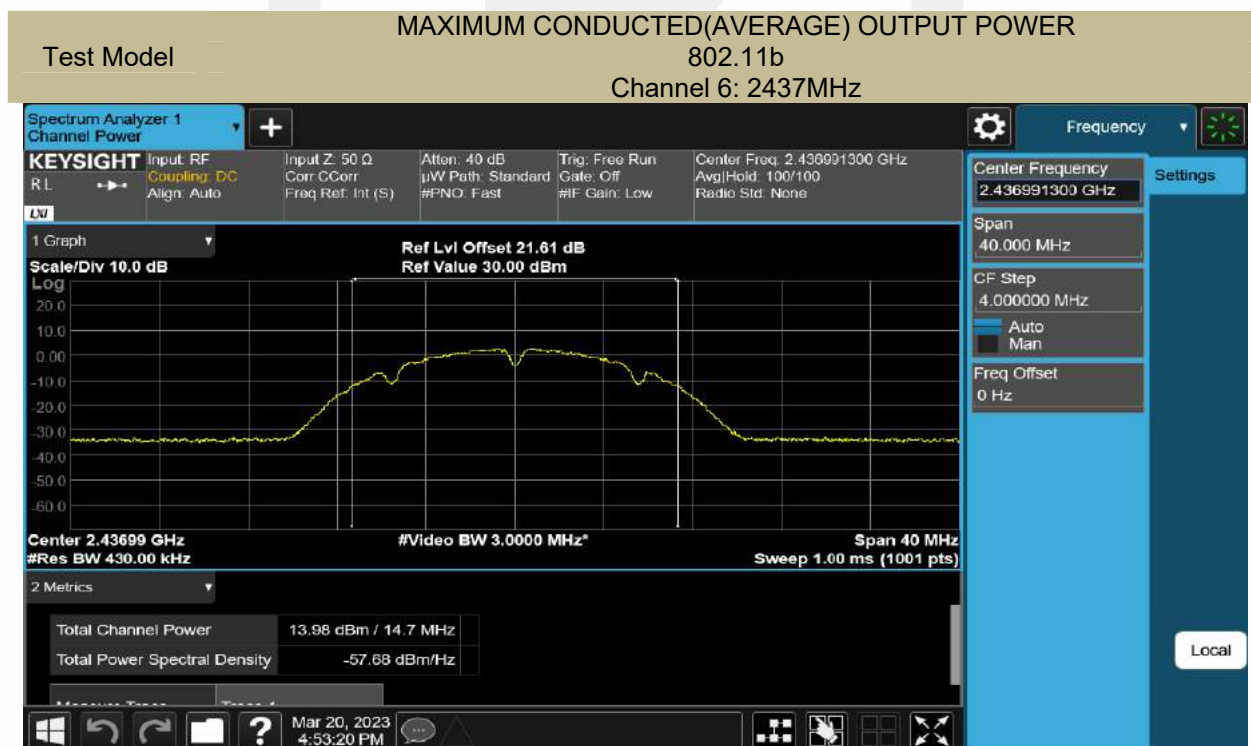 MAXIMUM CONDUCTED(AVERAGE) OUTPUT POWER
Test Model
802.11b
Channel 6: 2437MHz
Spectrum Analyzer 1
Channel Power
+
Frequency
KEYSIGHT
RL
LXI
Input: RF
Coupling: DC
Align: Auto
Input Z: 50 Ω
Corr CCorr
Freq Ref: Int (S)
Atten: 40 dB
µW Path: Standard
#PNO: Fast
Trig: Free Run
Gate: Off
#IF Gain: Low
Center Freq: 2.436991300 GHz
Avg|Hold: 100/100
Radio Std: None
Center Frequency
2.436991300 GHz
Settings
Span
40.000 MHz
CF Step
4.000000 MHz
Auto
Man
Freq Offset
0 Hz
Local
1 Graph
Scale/Div 10.0 dB
Ref Lvl Offset 21.61 dB
Ref Value 30.00 dBm
Log
20.0
10.0
0.00
-10.0
-20.0
-30.0
-40.0
-50.0
-60.0
Center 2.43699 GHz
#Video BW 3.0000 MHz*
Span 40 MHz
#Res BW 430.00 kHz
Sweep 1.00 ms (1001 pts)
2 Metrics
Total Channel Power 13.98 dBm / 14.7 MHz
Total Power Spectral Density -57.68 dBm/Hz
?
Mar 20, 2023
4:53:20 PM